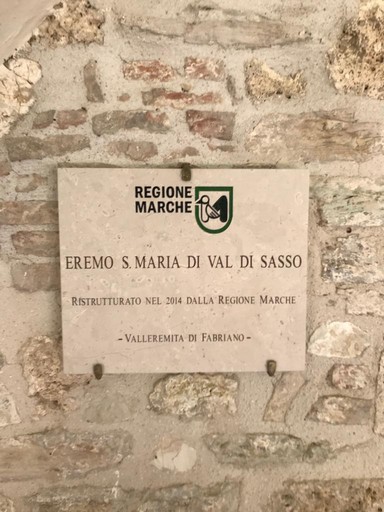 REGIONE
MARCHE
EREMO S. MARIA DI VAL DI SASSO
RISTRUTTURATO NEL 2014 DALLA REGIONE MARCHE
- VALLEREMITA DI FABRIANO -